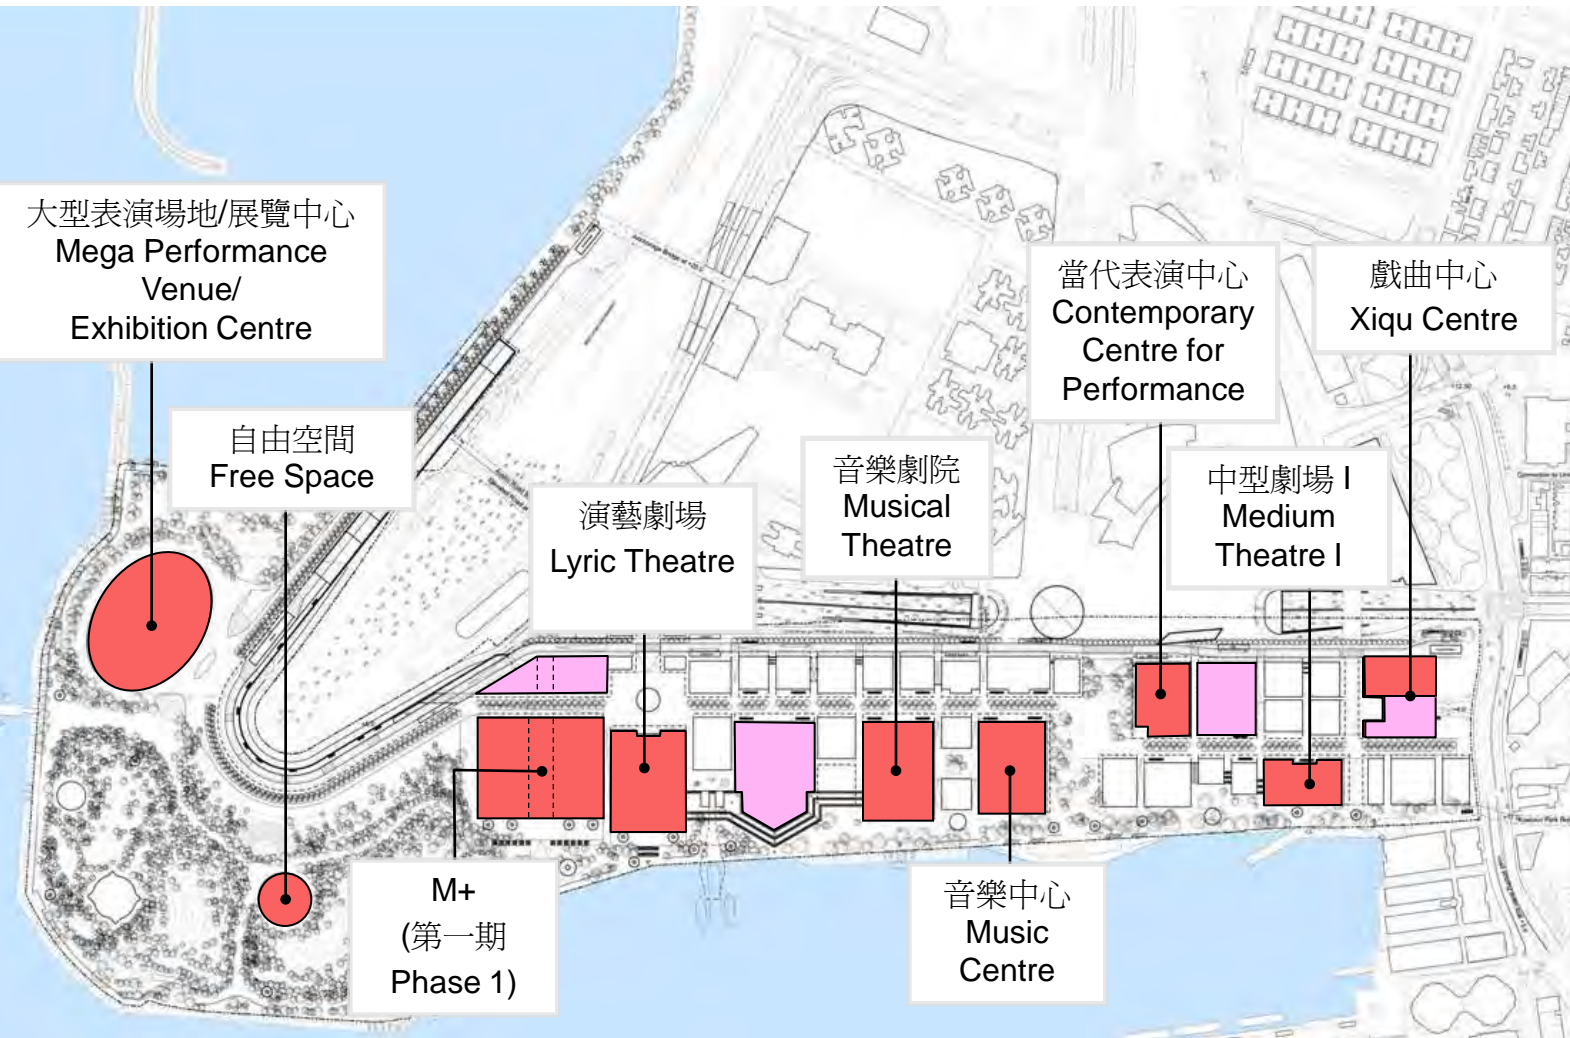 大型表演場地/展覽中心
Mega Performance
Venue/
Exhibition Centre
自由空間
Free Space
演藝劇場
Lyric Theatre
音樂劇院
Musical
Theatre
當代表演中心
Contemporary
Centre for
Performance
戲曲中心
Xiqu Centre
中型劇場 I
Medium
Theatre I
M+
(第一期
Phase 1)
音樂中心
Music
Centre